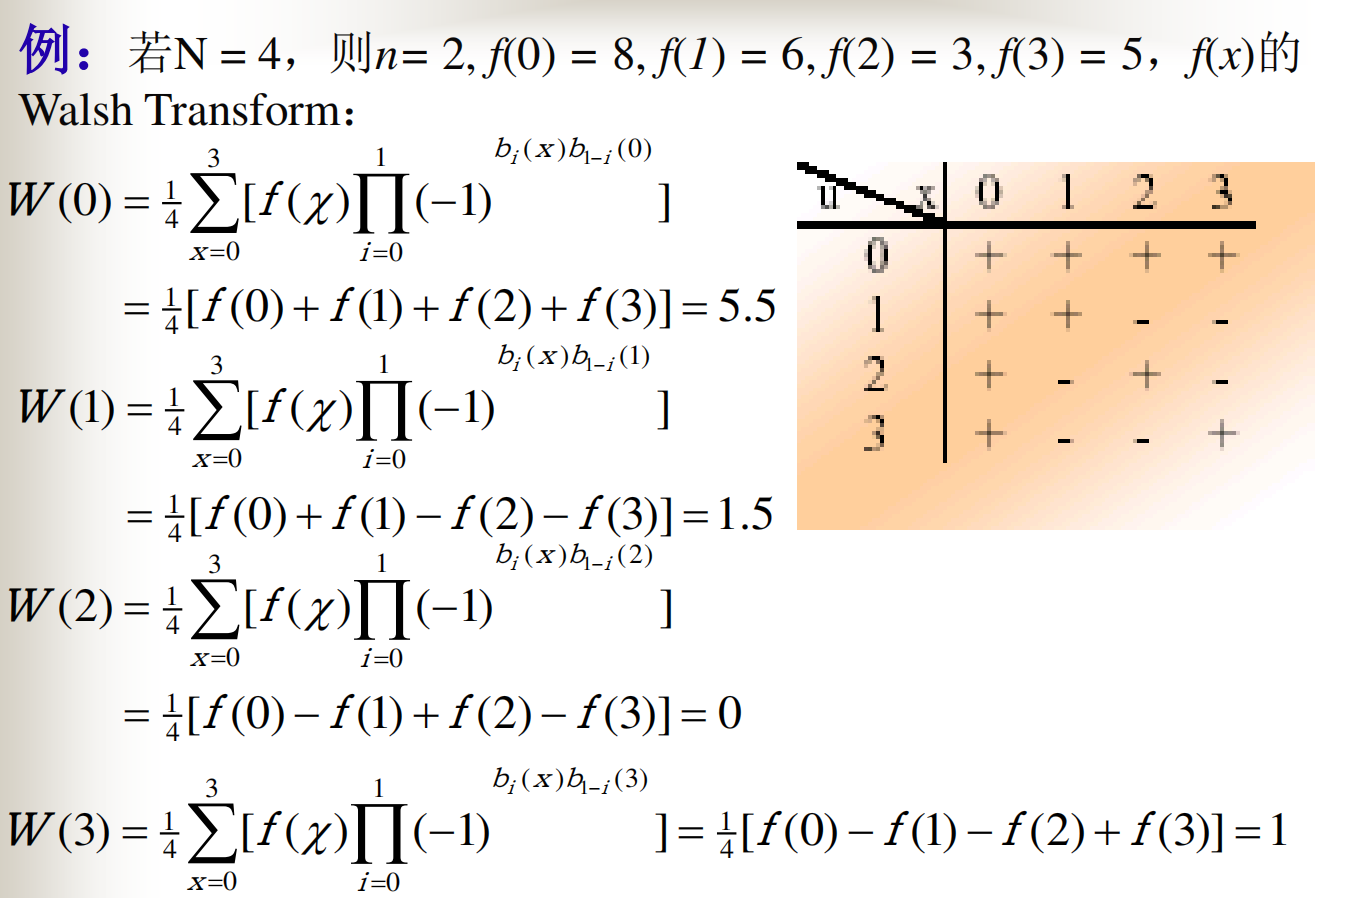 例： 若N = 4，则n= 2, f(0) = 8, f(1) = 6, f(2) = 3, f(3) = 5，f(x)的
Walsh Transform：
W(0) = 1/4 ∑_{x=0}^{3} [f(χ) ∏_{i=0}^{1} (−1)^{b_i(x)b_{1−i}(0)}]
= 1/4 [f(0) + f(1) + f(2) + f(3)] = 5.5
W(1) = 1/4 ∑_{x=0}^{3} [f(χ) ∏_{i=0}^{1} (−1)^{b_i(x)b_{1−i}(1)}]
= 1/4 [f(0) + f(1) − f(2) − f(3)] = 1.5
W(2) = 1/4 ∑_{x=0}^{3} [f(χ) ∏_{i=0}^{1} (−1)^{b_i(x)b_{1−i}(2)}]
= 1/4 [f(0) − f(1) + f(2) − f(3)] = 0
W(3) = 1/4 ∑_{x=0}^{3} [f(χ) ∏_{i=0}^{1} (−1)^{b_i(x)b_{1−i}(3)}] = 1/4 [f(0) − f(1) − f(2) + f(3)] = 1
u x 0 1 2 3
0 + + + +
1 + + - -
2 + - + -
3 + - - +